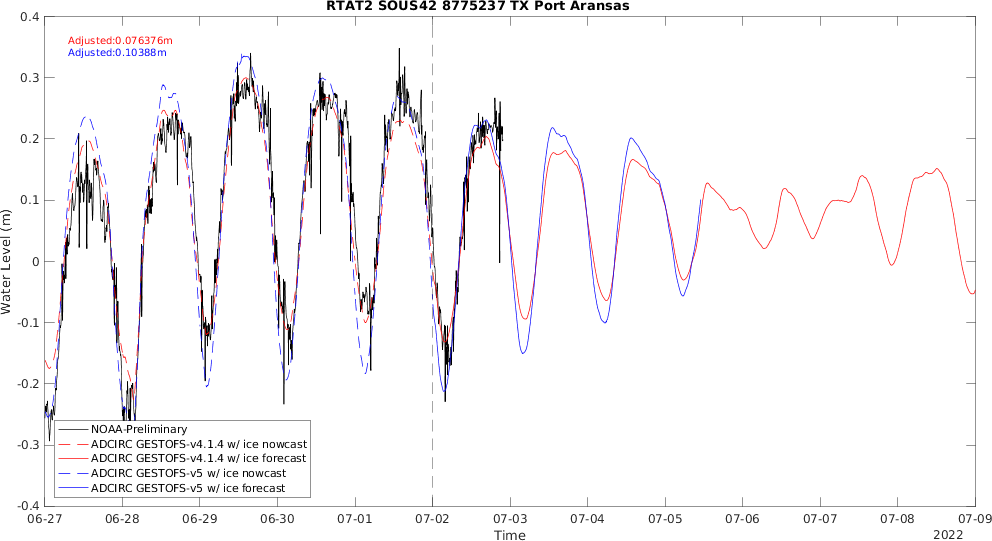 RTAT2 SOUS42 8775237 TX Port Aransas
Adjusted:0.076376m
Adjusted:0.10388m
0.4
0.3
0.2
0.1
0
-0.1
-0.2
-0.3
-0.4
Water Level (m)
NOAA-Preliminary
ADCIRC GESTOFS-v4.1.4 w/ ice nowcast
ADCIRC GESTOFS-v4.1.4 w/ ice forecast
ADCIRC GESTOFS-v5 w/ ice nowcast
ADCIRC GESTOFS-v5 w/ ice forecast
06-27 06-28 06-29 06-30 07-01 07-02 07-03 07-04 07-05 07-06 07-07 07-08 07-09
Time
2022